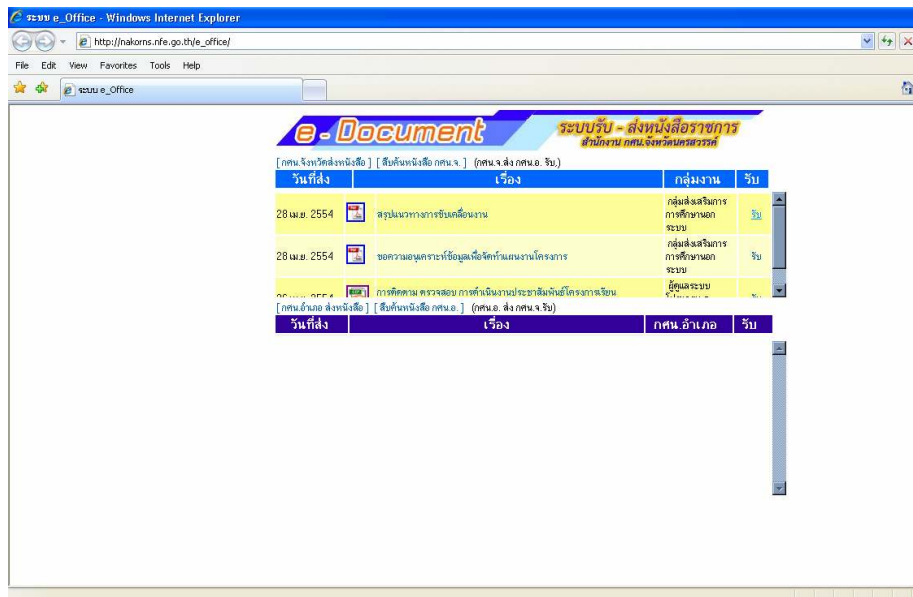 ระบบ e_Office - Windows Internet Explorer
http://nakorns.nfe.go.th/e_office/
File Edit View Favorites Tools Help
ระบบ e_Office
e - Document
ระบบรับ - ส่งหนังสือราชการ
สำนักงาน กศน.จังหวัดนครสวรรค์
[ กศน.จังหวัดส่งหนังสือ ] [ สืบค้นหนังสือ กศน.จ. ] (กศน.จ.ส่ง กศน.อ. รับ,)
วันที่ส่ง เรื่อง กลุ่มงาน รับ
28 เม.ย. 2554 สรุปแนวทางการขับเคลื่อนงาน กลุ่มส่งเสริมการ
การศึกษานอก
ระบบ
รับ
28 เม.ย. 2554 ขอความอนุเคราะห์ข้อมูลเพื่อจัดทำแผนงานโครงการ กลุ่มส่งเสริมการ
การศึกษานอก
ระบบ
รับ
การติดตาม ตรวจสอบ การดำเนินงานประชาสัมพันธ์โครงการเรียน
ผู้ดูแลระบบ
[ กศน.อำเภอ ส่งหนังสือ ] [ สืบค้นหนังสือ กศน.อ. ] (กศน.อ. ส่ง กศน.จ.รับ)
วันที่ส่ง เรื่อง กศน.อำเภอ รับ